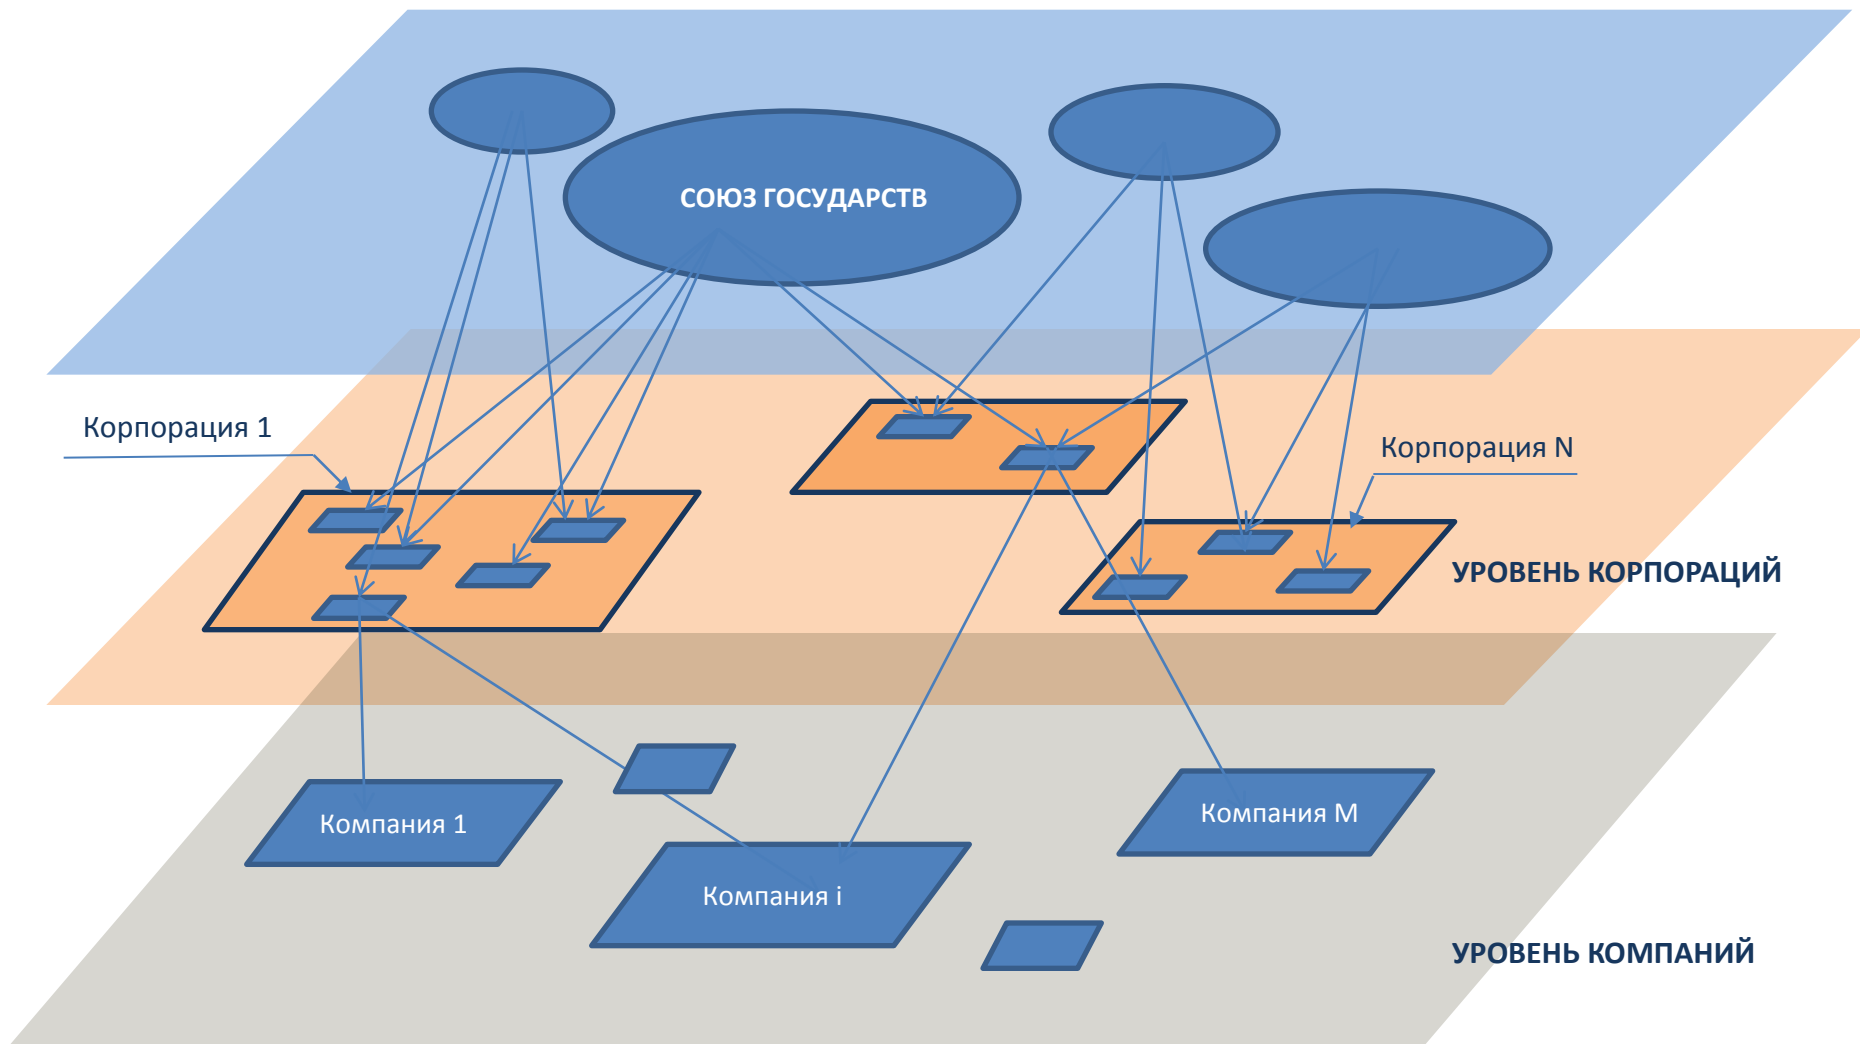 СОЮЗ ГОСУДАРСТВ
Корпорация 1
Корпорация N
УРОВЕНЬ КОРПОРАЦИЙ
Компания 1
Компания M
Компания i
УРОВЕНЬ КОМПАНИЙ